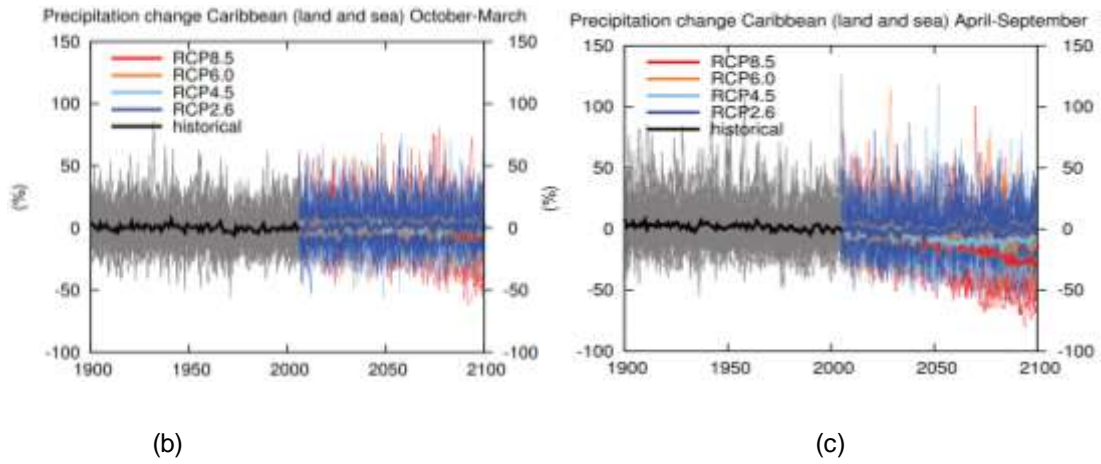 Precipitation change Caribbean (land and sea) October-March
150 150
RCP8.5
RCP6.0
100 100
RCP4.5
RCP2.6
historical
50 50
(%)
0 0
-50 -50
-100 -100
1900 1950 2000 2050 2100
(b)
Precipitation change Caribbean (land and sea) April-September
150 150
RCP8.5
RCP6.0
100 100
RCP4.5
RCP2.6
historical
50 50
(%)
0 0
-50 -50
-100 -100
1900 1950 2000 2050 2100
(c)